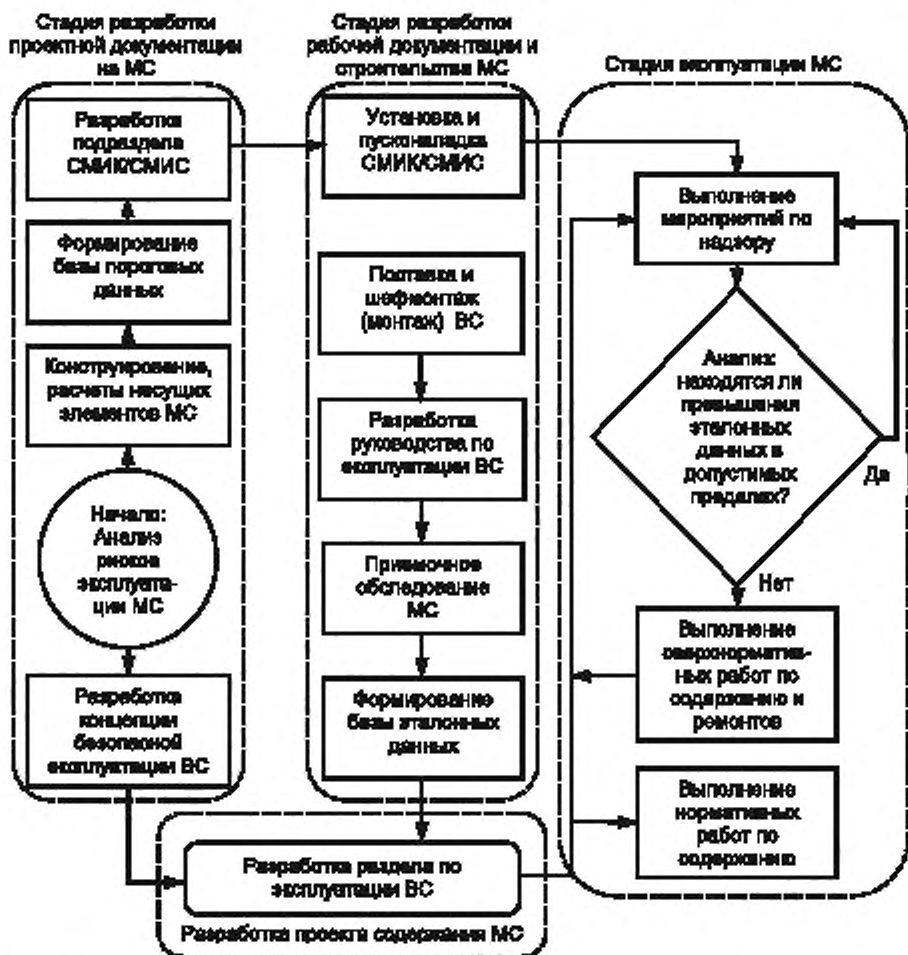 Стадия разработки
проектной документации
на МС
Разработка
подраздела
СМИК/СМИС
Формирование
базы пороговых
данных
Конструирование,
расчеты несущих
элементов МС
Начало:
Анализ
рисков
эксплуата-
ции МС
Разработка
концепции
безопасной
эксплуатации ВС
Стадия разработки
рабочей документации и
строительства МС
Установка и
пусконаладка
СМИК/СМИС
Поставка и
шефмонтаж
(монтаж) ВС
Разработка
руководства по
эксплуатации ВС
Приемочное
обследование
МС
Формирование
базы эталонных
данных
Разработка раздела по
эксплуатации ВС
Разработка проекта содержания МС
Стадия эксплуатации МС
Выполнение
мероприятий по
надзору
Анализ:
находятся ли
превышения
эталонных
данных в
допустимых
пределах?
Да
Нет
Выполнение
сверхнорматив-
ных работ по
содержанию и
ремонтов
Выполнение
нормативных
работ по
содержанию